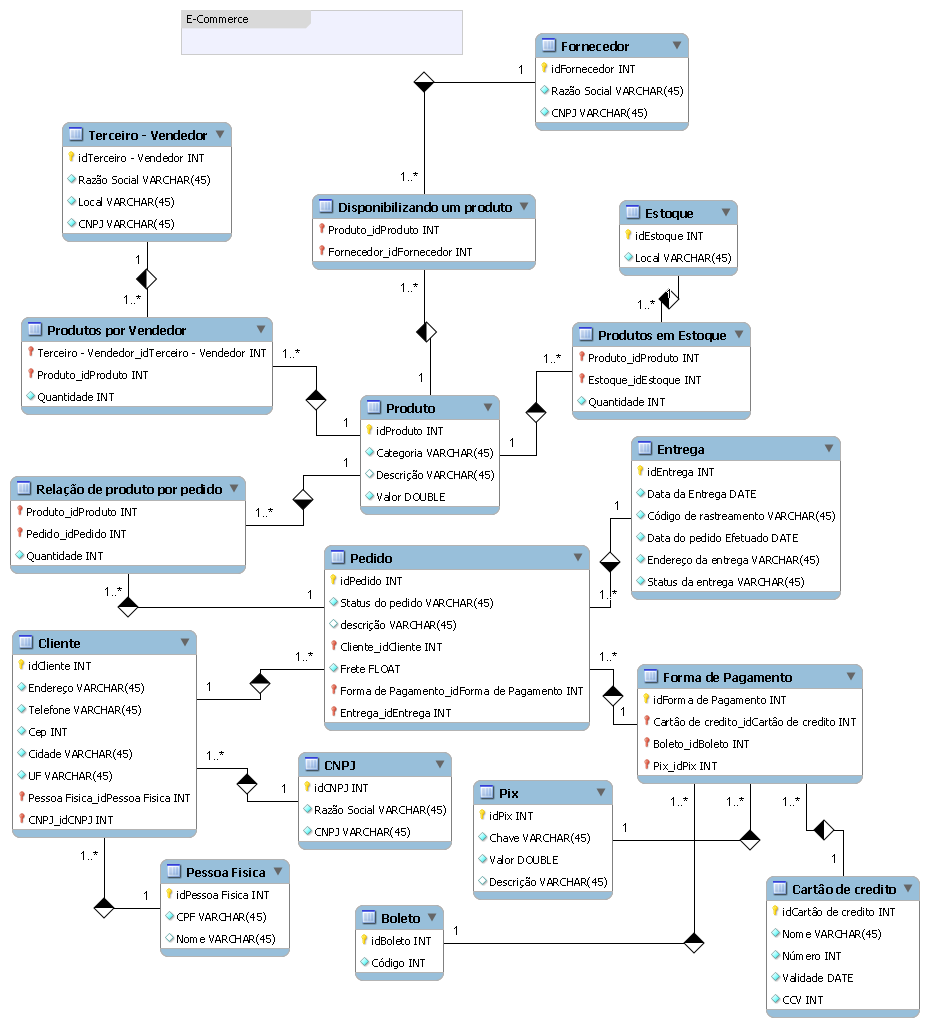 E-Commerce
Fornecedor
idFornecedor INT
Razão Social VARCHAR(45)
CNPJ VARCHAR(45)
1
1..*
Terceiro - Vendedor
idTerceiro - Vendedor INT
Razão Social VARCHAR(45)
Local VARCHAR(45)
CNPJ VARCHAR(45)
1
1..*
Disponibilizando um produto
Produto_idProduto INT
Fornecedor_idFornecedor INT
1..*
1
Estoque
idEstoque INT
Local VARCHAR(45)
1
1..*
Produtos por Vendedor
Terceiro - Vendedor_idTerceiro - Vendedor INT
Produto_idProduto INT
Quantidade INT
1..*
1
Produtos em Estoque
Produto_idProduto INT
Estoque_idEstoque INT
Quantidade INT
1..*
1
Produto
idProduto INT
Categoria VARCHAR(45)
Descrição VARCHAR(45)
Valor DOUBLE
1
1..*
Relação de produto por pedido
Produto_idProduto INT
Pedido_idPedido INT
Quantidade INT
1..*
1
Entrega
idEntrega INT
Data da Entrega DATE
Código de rastreamento VARCHAR(45)
Data do pedido Efetuado DATE
Endereço da entrega VARCHAR(45)
Status da entrega VARCHAR(45)
1
1..*
Pedido
idPedido INT
Status do pedido VARCHAR(45)
descrição VARCHAR(45)
Cliente_idCliente INT
Frete FLOAT
Forma de Pagamento_idForma de Pagamento INT
Entrega_idEntrega INT
1..*
1
1..*
1
Cliente
idCliente INT
Endereço VARCHAR(45)
Telefone VARCHAR(45)
Cep INT
Cidade VARCHAR(45)
UF VARCHAR(45)
Pessoa Fisica_idPessoa Fisica INT
CNPJ_idCNPJ INT
1..*
1
1..*
1
Forma de Pagamento
idForma de Pagamento INT
Cartão de credito_idCartão de credito INT
Boleto_idBoleto INT
Pix_idPix INT
1..*
1..*
1..*
CNPJ
idCNPJ INT
Razão Social VARCHAR(45)
CNPJ VARCHAR(45)
Pix
idPix INT
Chave VARCHAR(45)
Valor DOUBLE
Descrição VARCHAR(45)
1
Pessoa Fisica
idPessoa Fisica INT
CPF VARCHAR(45)
Nome VARCHAR(45)
Boleto
idBoleto INT
Código INT
1
1
Cartão de credito
idCartão de credito INT
Nome VARCHAR(45)
Número INT
Validade DATE
CCV INT